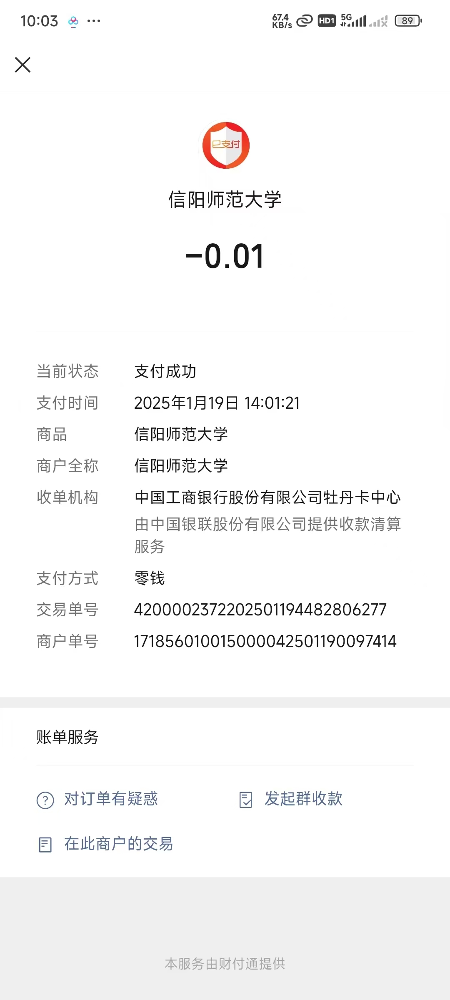 10:03 67.4 KB/s HD1 5G 89
已支付
信阳师范大学
-0.01
当前状态 支付成功
支付时间 2025年1月19日 14:01:21
商品 信阳师范大学
商户全称 信阳师范大学
收单机构 中国工商银行股份有限公司牡丹卡中心
由中国银联股份有限公司提供收款清算
服务
支付方式 零钱
交易单号 4200002372202501194482806277
商户单号 17185601001500004250119009​7414
账单服务
对订单有疑惑 发起群收款
在此商户的交易
本服务由财付通提供